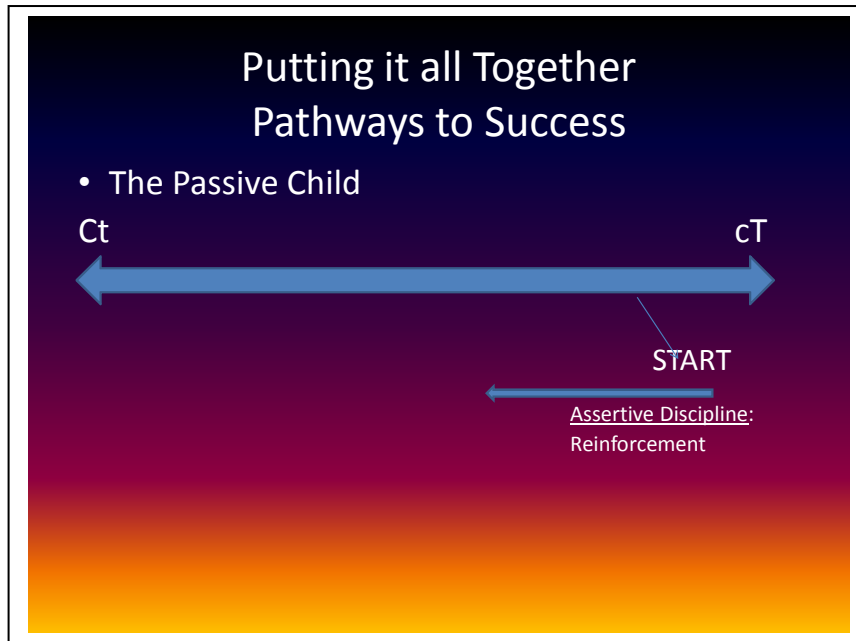 Putting it all Together
Pathways to Success
• The Passive Child
Ct cT
START
Assertive Discipline:
Reinforcement